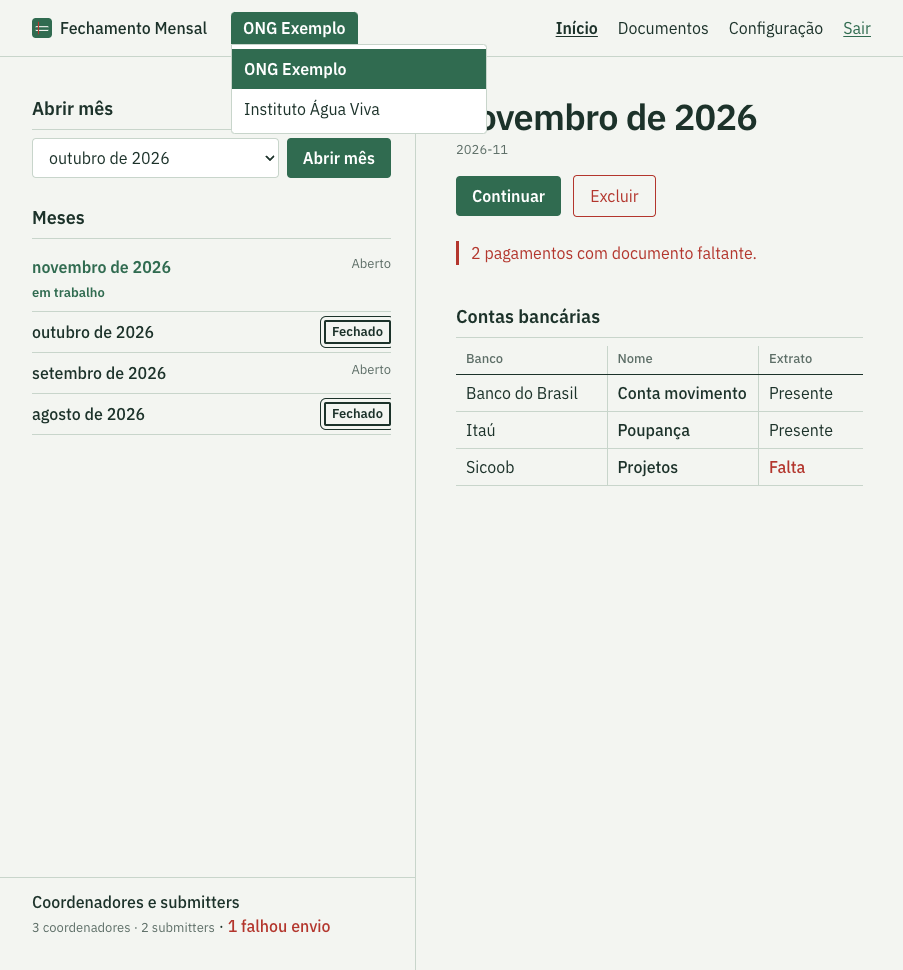 Fechamento Mensal
ONG Exemplo
Início
Documentos
Configuração
Sair
ONG Exemplo
Instituto Água Viva
Abrir mês
outubro de 2026
Abrir mês
Meses
novembro de 2026
Aberto
em trabalho
outubro de 2026
Fechado
setembro de 2026
Aberto
agosto de 2026
Fechado
Coordenadores e submitters
3 coordenadores · 2 submitters · 1 falhou envio
ovembro de 2026
2026-11
Continuar
Excluir
2 pagamentos com documento faltante.
Contas bancárias
Banco Nome Extrato
Banco do Brasil Conta movimento Presente
Itaú Poupança Presente
Sicoob Projetos Falta